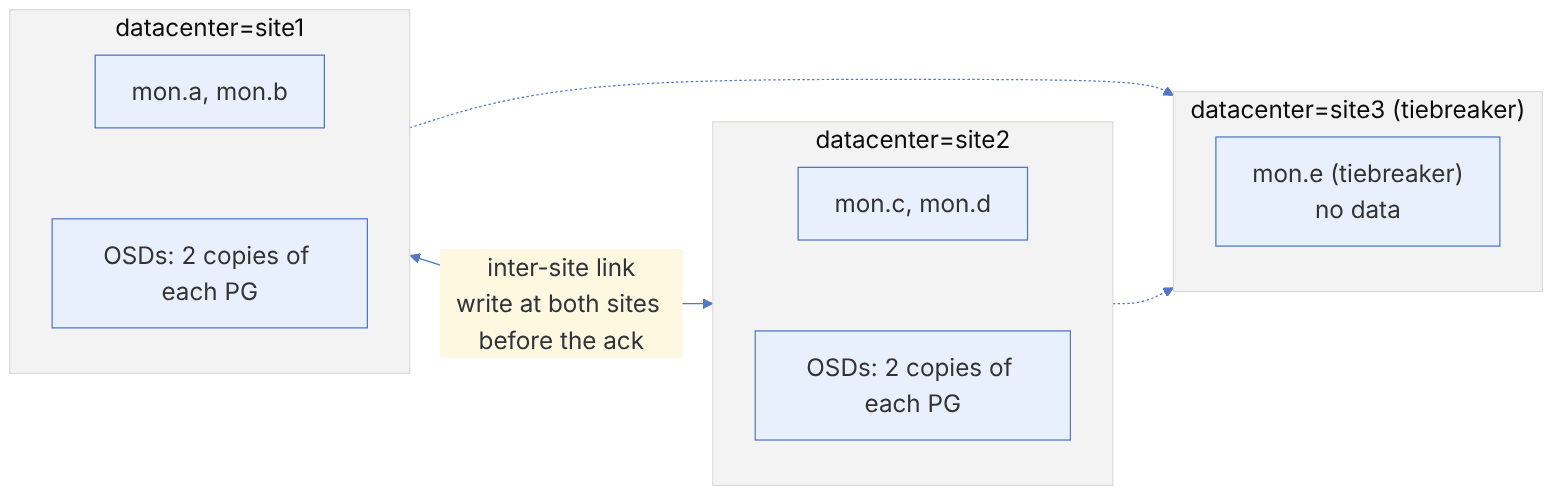 datacenter=site1
mon.a, mon.b
OSDs: 2 copies of
each PG
inter-site link
write at both sites
before the ack
datacenter=site2
mon.c, mon.d
OSDs: 2 copies of
each PG
datacenter=site3 (tiebreaker)
mon.e (tiebreaker)
no data